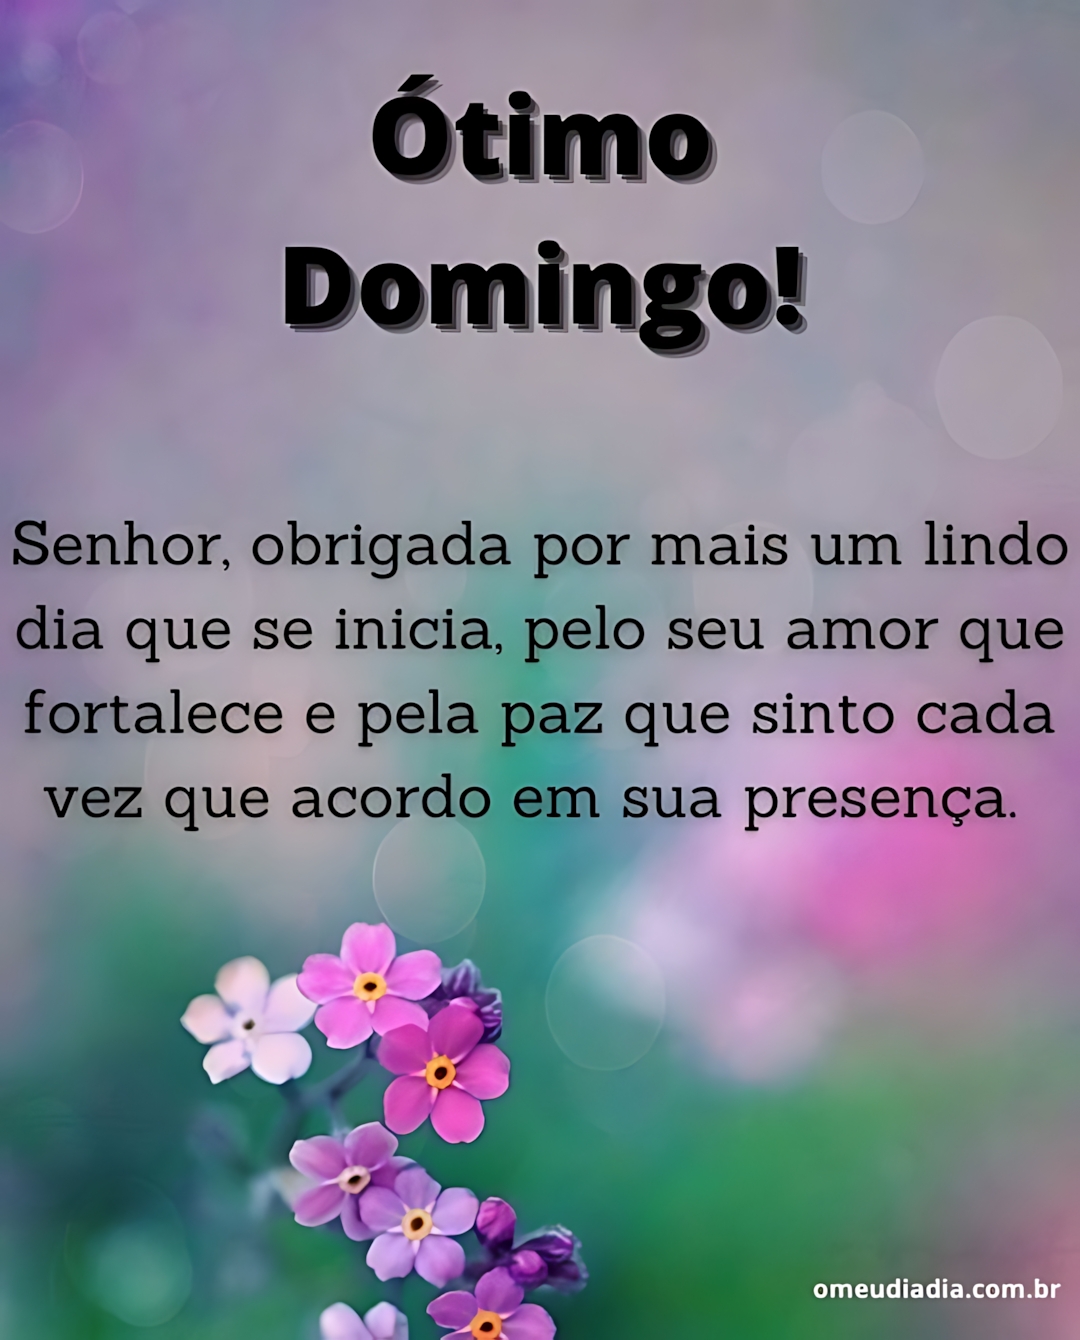 Ótimo
Domingo!
Senhor, obrigada por mais um lindo
dia que se inicia, pelo seu amor que
fortalece e pela paz que sinto cada
vez que acordo em sua presença.
omeudiadia.com.br